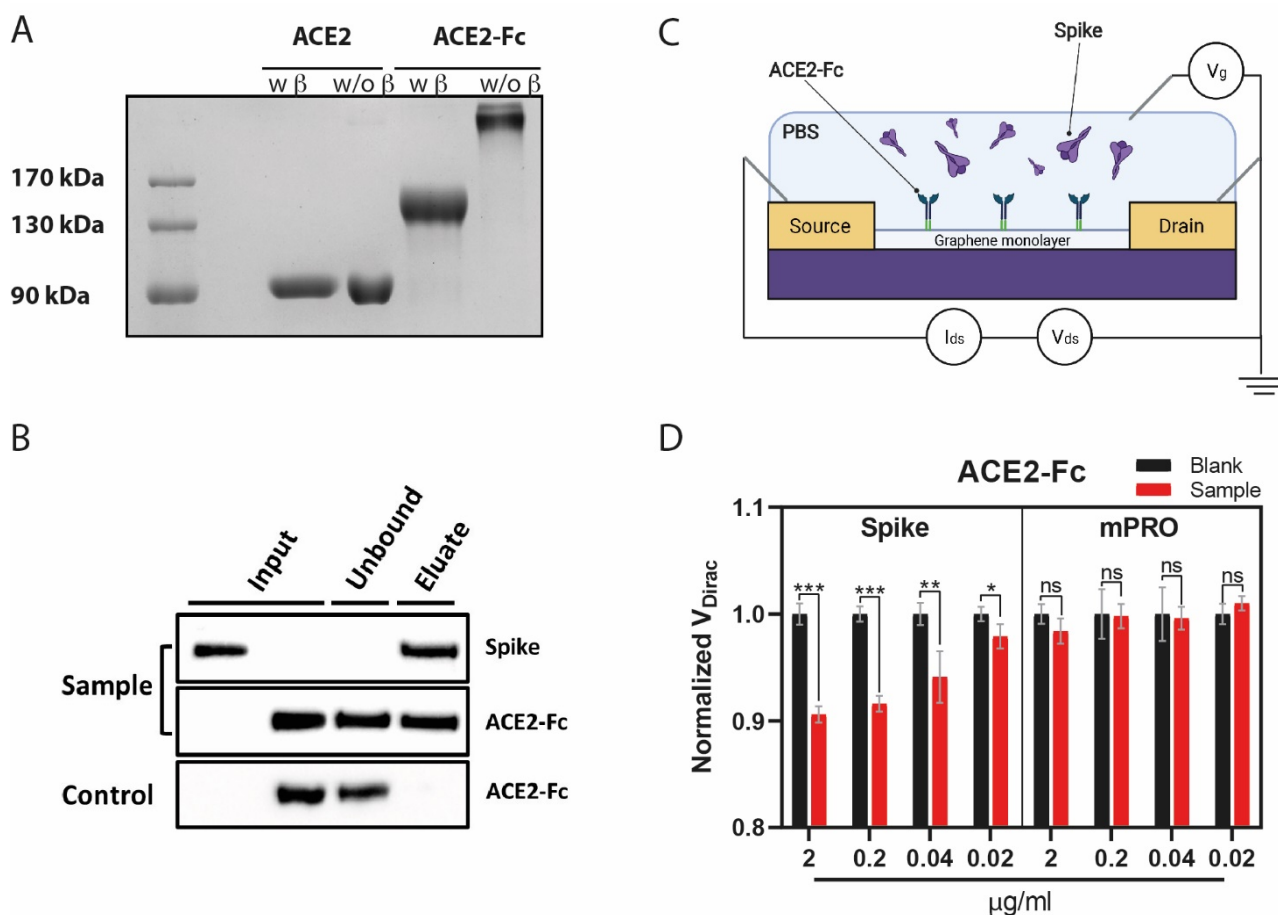 A
ACE2 ACE2-Fc
w β w/o β w β w/o β
170 kDa
130 kDa
90 kDa
B
Input Unbound Eluate
Sample
Spike
ACE2-Fc
Control
ACE2-Fc
C
Spike
ACE2-Fc
Vg
PBS
Source
Drain
Graphene monolayer
Ids
Vds
D
ACE2-Fc
Blank
Sample
Normalized VDirac
1.1
1.0
0.9
0.8
Spike mPRO
*** *** ** * ns ns ns ns
2 0.2 0.04 0.02 2 0.2 0.04 0.02
μg/ml